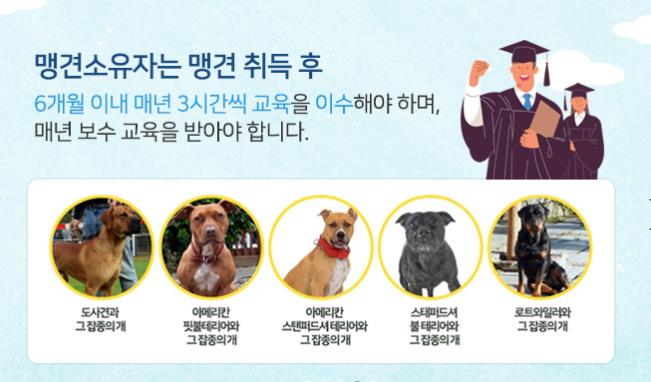 맹견소유자는 맹견 취득 후
6개월 이내 매년 3시간씩 교육을 이수해야 하며,
매년 보수 교육을 받아야 합니다.
도사견과
그 잡종의 개
아메리칸
핏불테리어와
그 잡종의 개
아메리칸
스탠퍼드셔 테리어와
그 잡종의 개
스태퍼드셔
불 테리어와
그 잡종의 개
로트와일러와
그 잡종의 개